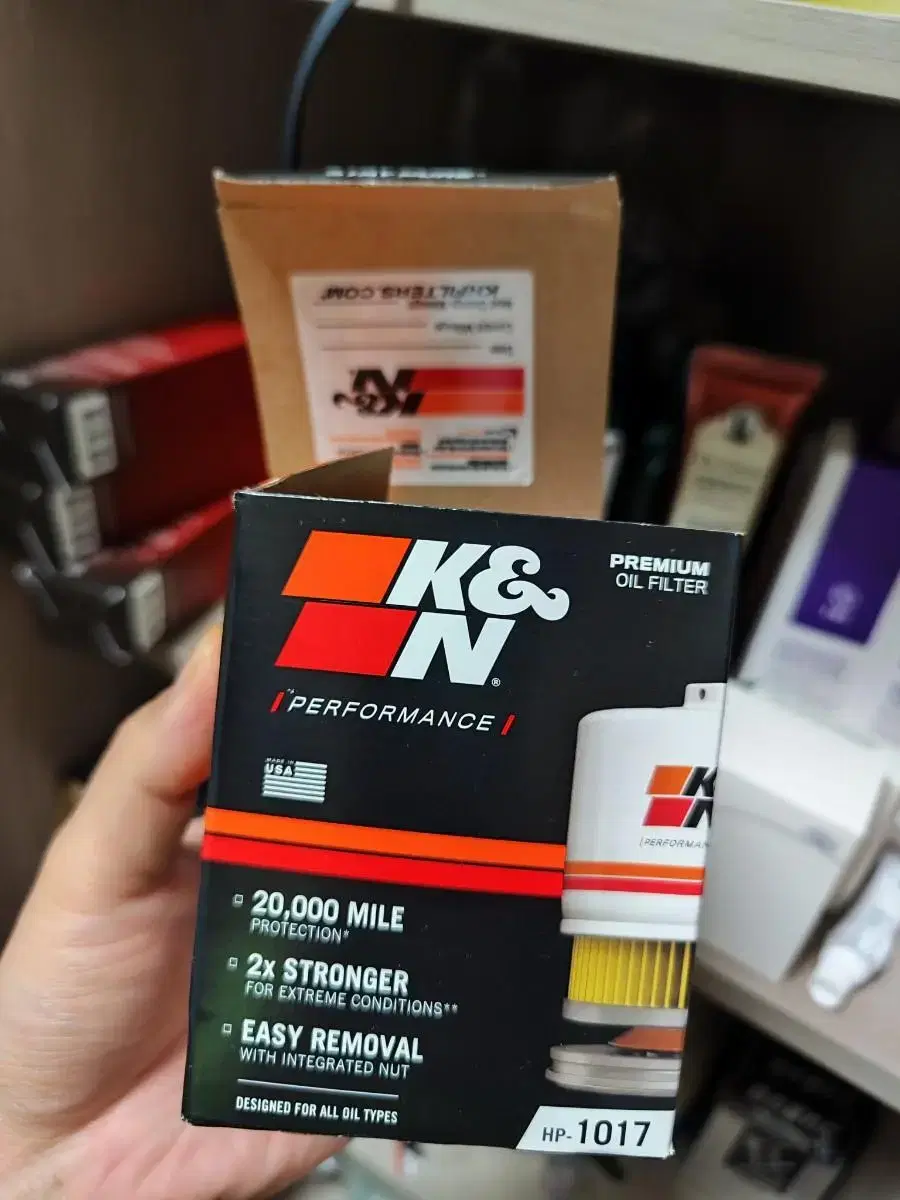 KNFILTERS.COM®
K&N
K&
N®
PREMIUM
OIL FILTER
PERFORMANCE
MADE IN
USA
K
N
20,000 MILE
PROTECTION*
2x STRONGER
FOR EXTREME CONDITIONS**
EASY REMOVAL
WITH INTEGRATED NUT
DESIGNED FOR ALL OIL TYPES
HP-1017